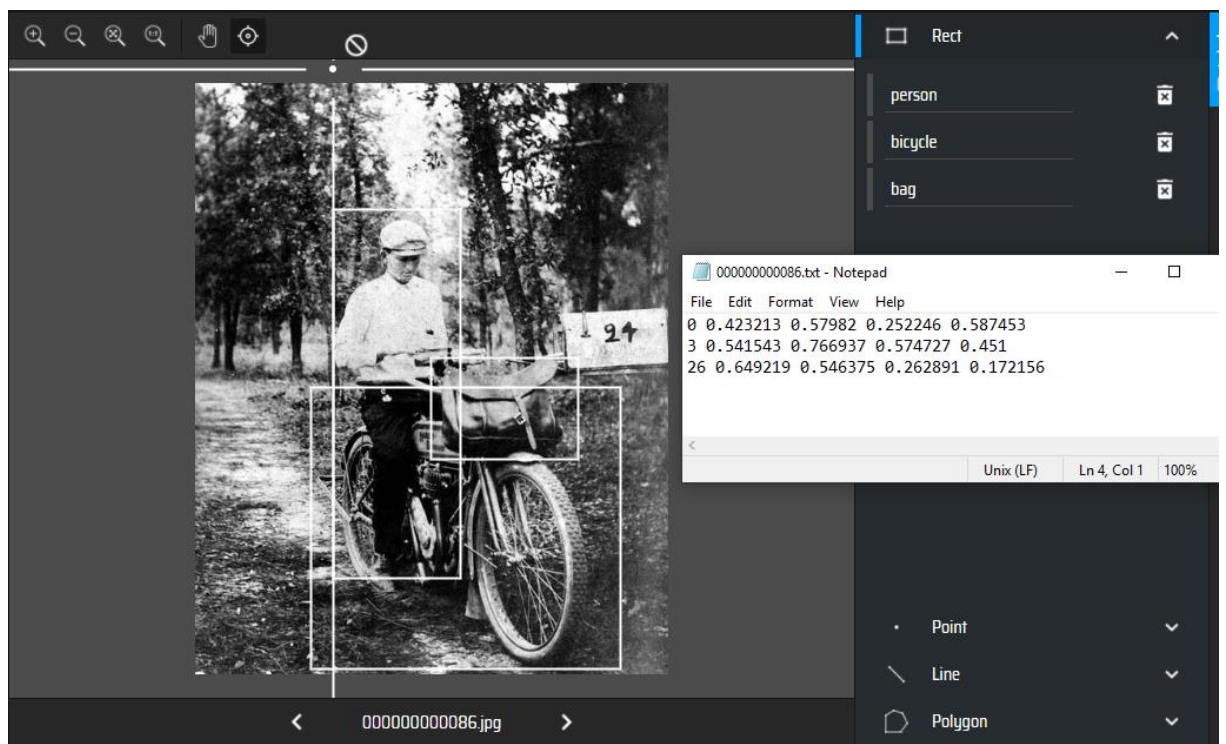 Rect
person
bicycle
bag
24
000000000086.txt - Notepad
File Edit Format View Help
0 0.423213 0.57982 0.252246 0.587453
3 0.541543 0.766937 0.574727 0.451
26 0.649219 0.546375 0.262891 0.172156
Unix (LF) Ln 4, Col 1 100%
Point
Line
Polygon
000000000086.jpg